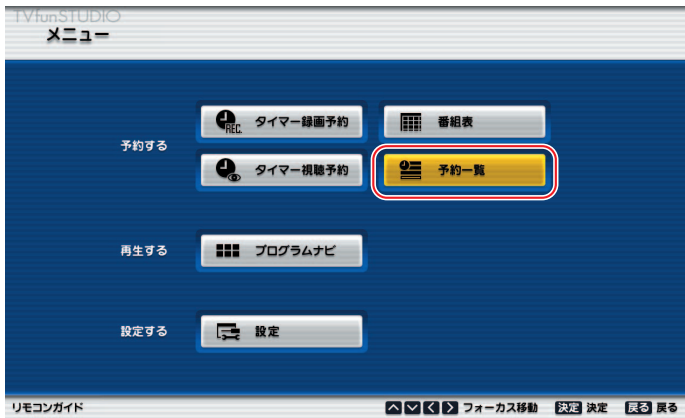 TVfunSTUDIO
メニュー
予約する
REC. タイマー録画予約
番組表
タイマー視聴予約
予約一覧
再生する
プログラムナビ
設定する
設定
リモコンガイド
フォーカス移動 決定 決定 戻る 戻る